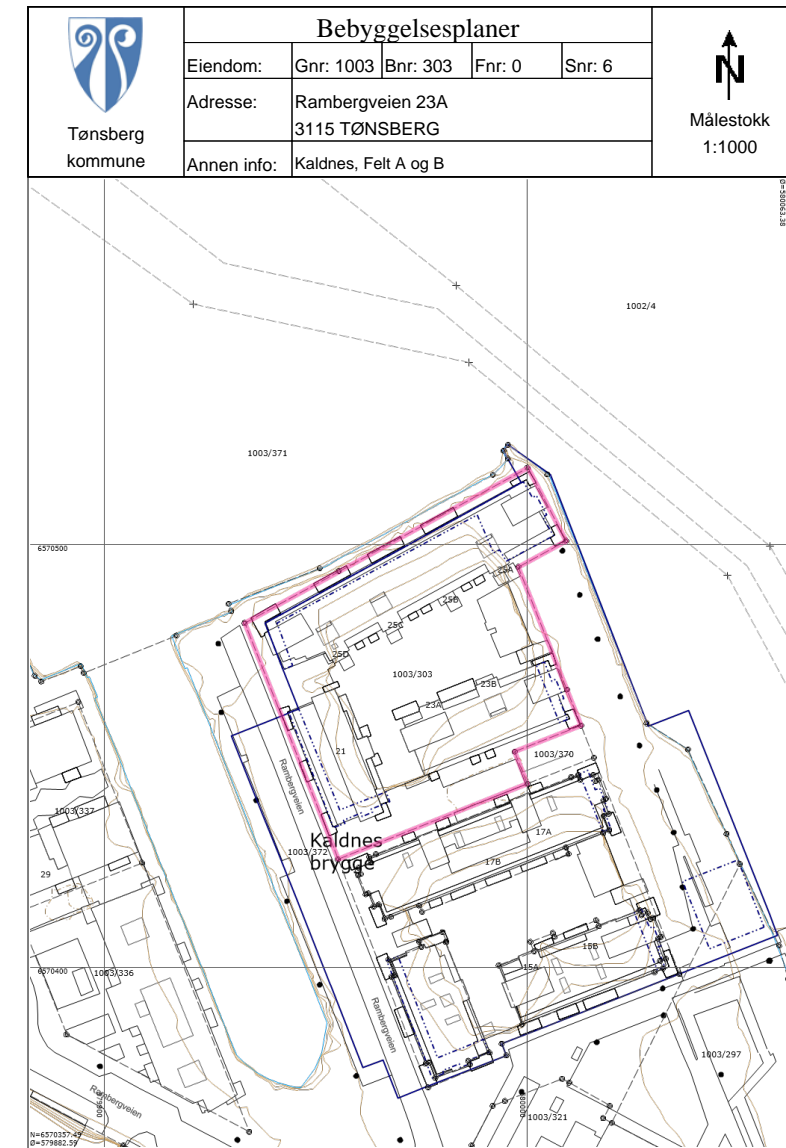 Bebyggelsesplaner
Eiendom: Gnr: 1003 Bnr: 303 Fnr: 0 Snr: 6
Adresse: Rambergveien 23A
3115 TØNSBERG
Annen info: Kaldnes, Felt A og B
Tønsberg
kommune
N
Målestokk
1:1000
Ø=580063.38
1002/4
1003/371
6570500
25A
25B
25C
25D
1003/303
23B
23A
21
1003/370
Rambergveien
1003/337
Kaldnes
brygge
1003/372
17A
17B
29
15B
15A
6570400
1003/336
Rambergveien
1003/297
Rambergveien
580000
1003/321
N=6570357.49
Ø=579882.59